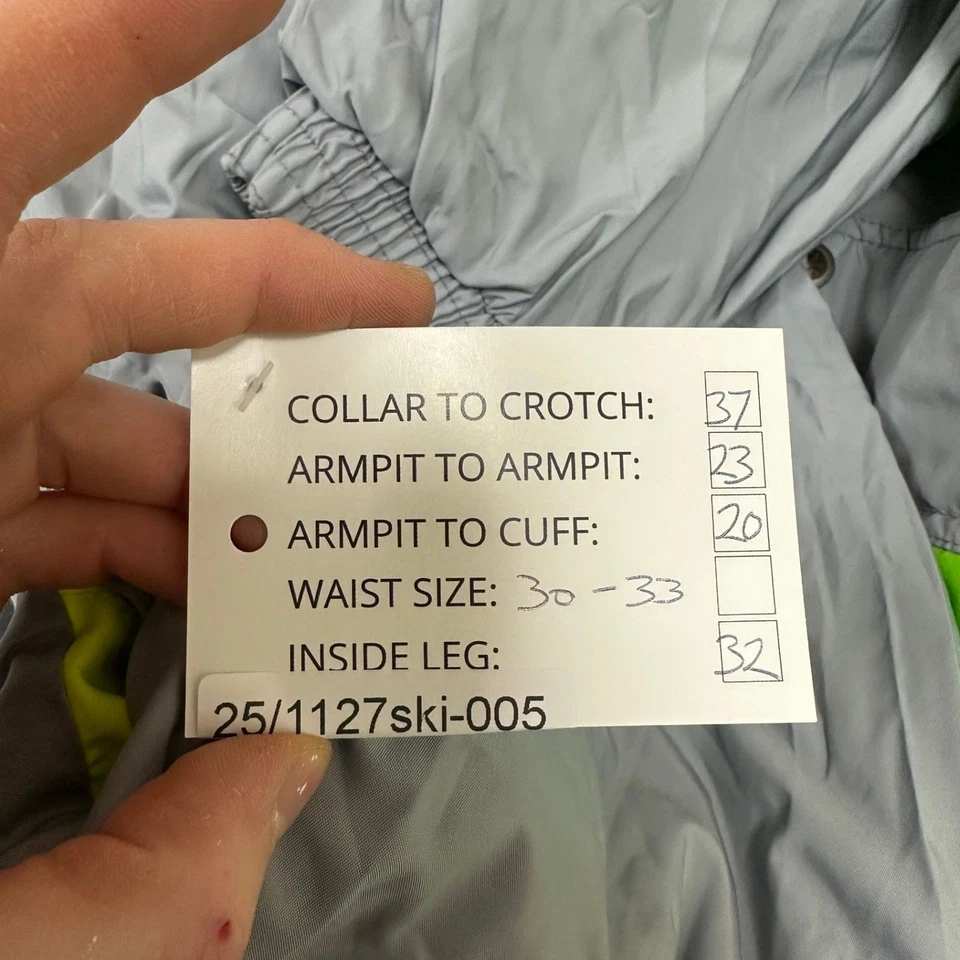 COLLAR TO CROTCH: 37
ARMPIT TO ARMPIT: 23
ARMPIT TO CUFF: 20
WAIST SIZE: 30-33
INSIDE LEG: 32
25/1127ski-005